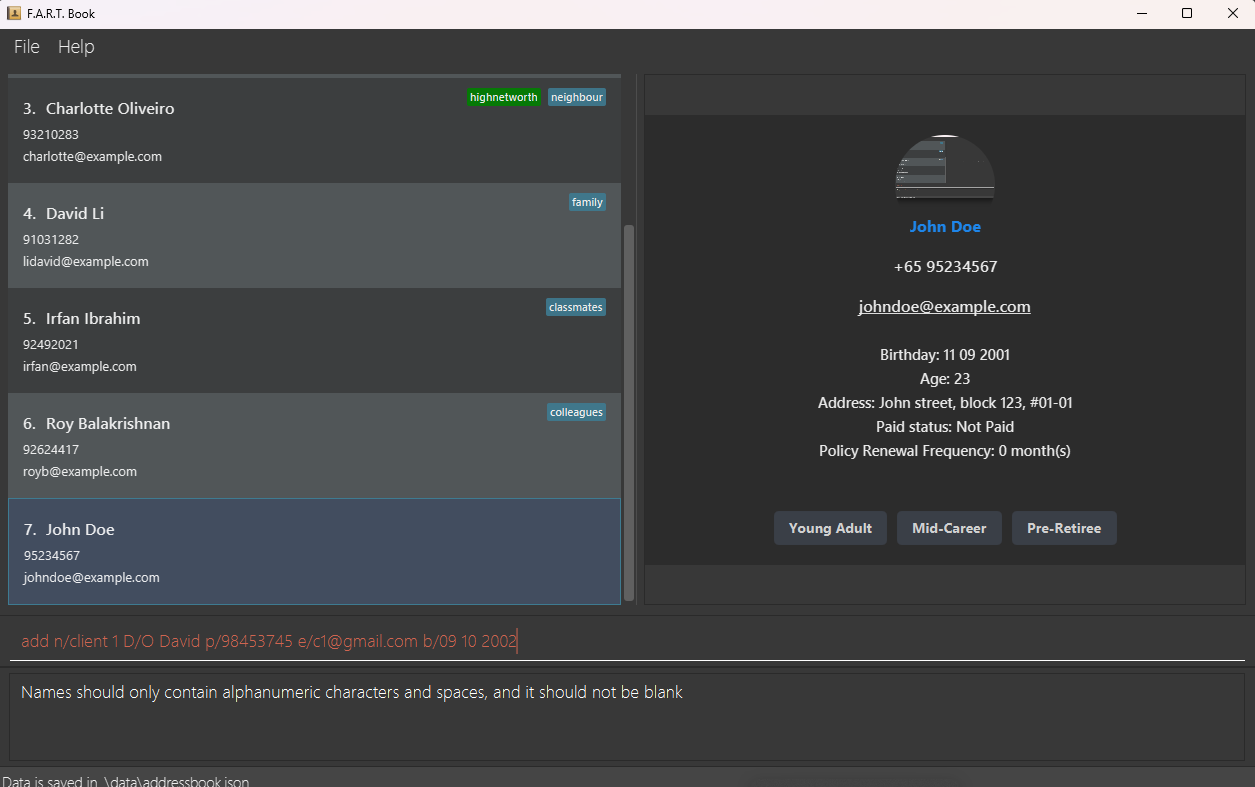 F.A.R.T. Book
File Help
3. Charlotte Oliveiro
highnetworth neighbour
93210283
charlotte@example.com
4. David Li
family
91031282
lidavid@example.com
5. Irfan Ibrahim
classmates
92492021
irfan@example.com
6. Roy Balakrishnan
colleagues
92624417
royb@example.com
7. John Doe
95234567
johndoe@example.com
John Doe
+65 95234567
johndoe@example.com
Birthday: 11 09 2001
Age: 23
Address: John street, block 123, #01-01
Paid status: Not Paid
Policy Renewal Frequency: 0 month(s)
Young Adult Mid-Career Pre-Retiree
add n/client 1 D/O David p/98453745 e/c1@gmail.com b/09 10 2002
Names should only contain alphanumeric characters and spaces, and it should not be blank
Data is saved in .\data\addressbook.json